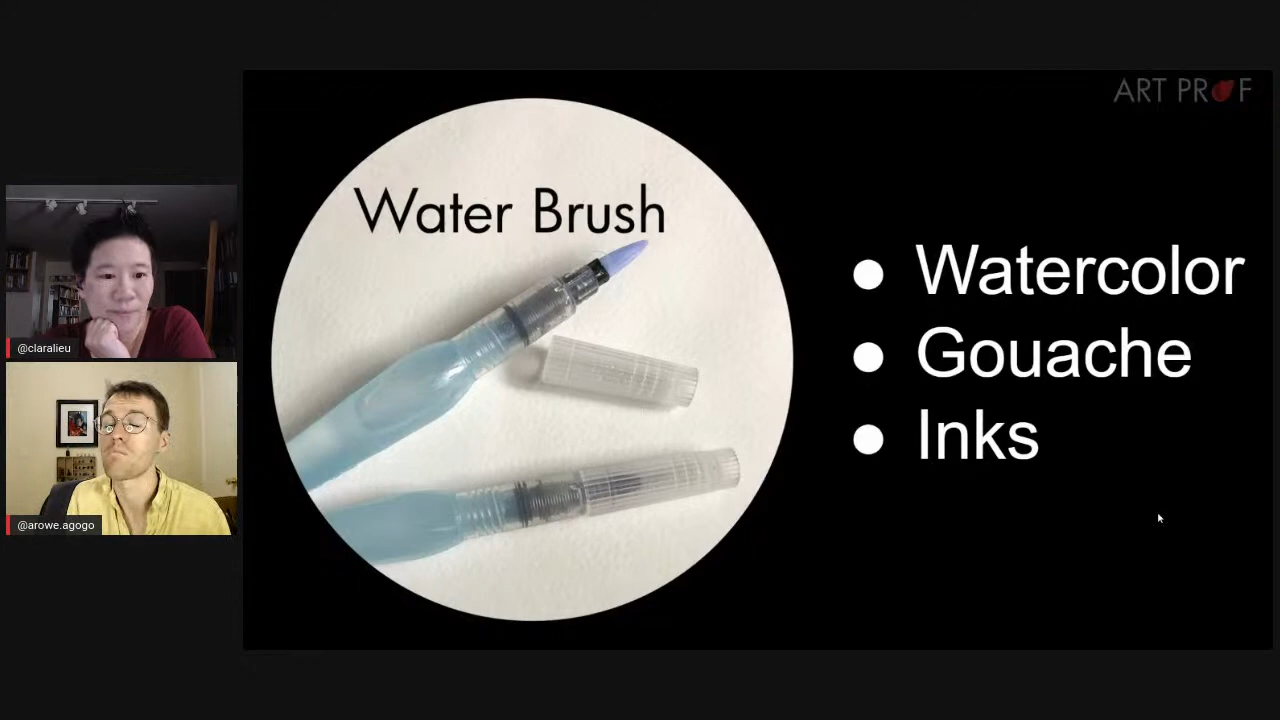 ART PROF
Water Brush
● Watercolor
● Gouache
● Inks
@claralieu
@arowe.agogo